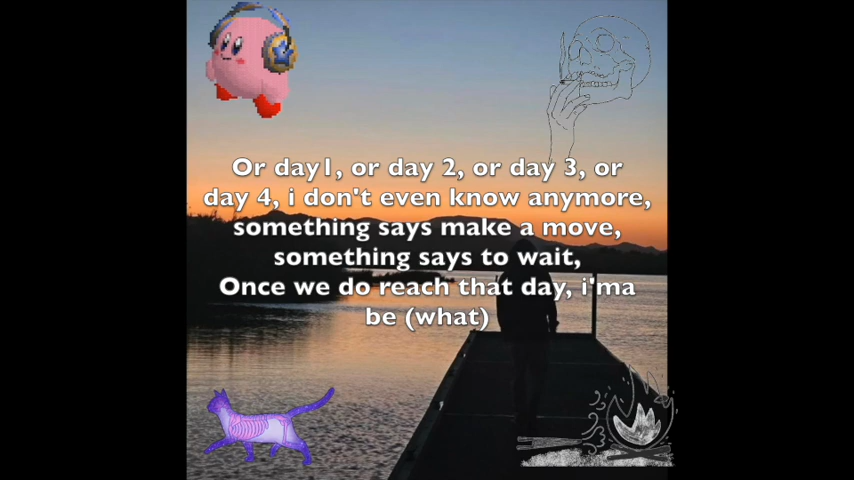 Or day1, or day 2, or day 3, or
day 4, i don't even know anymore,
something says make a move,
something says to wait,
Once we do reach that day, i'ma
be (what)